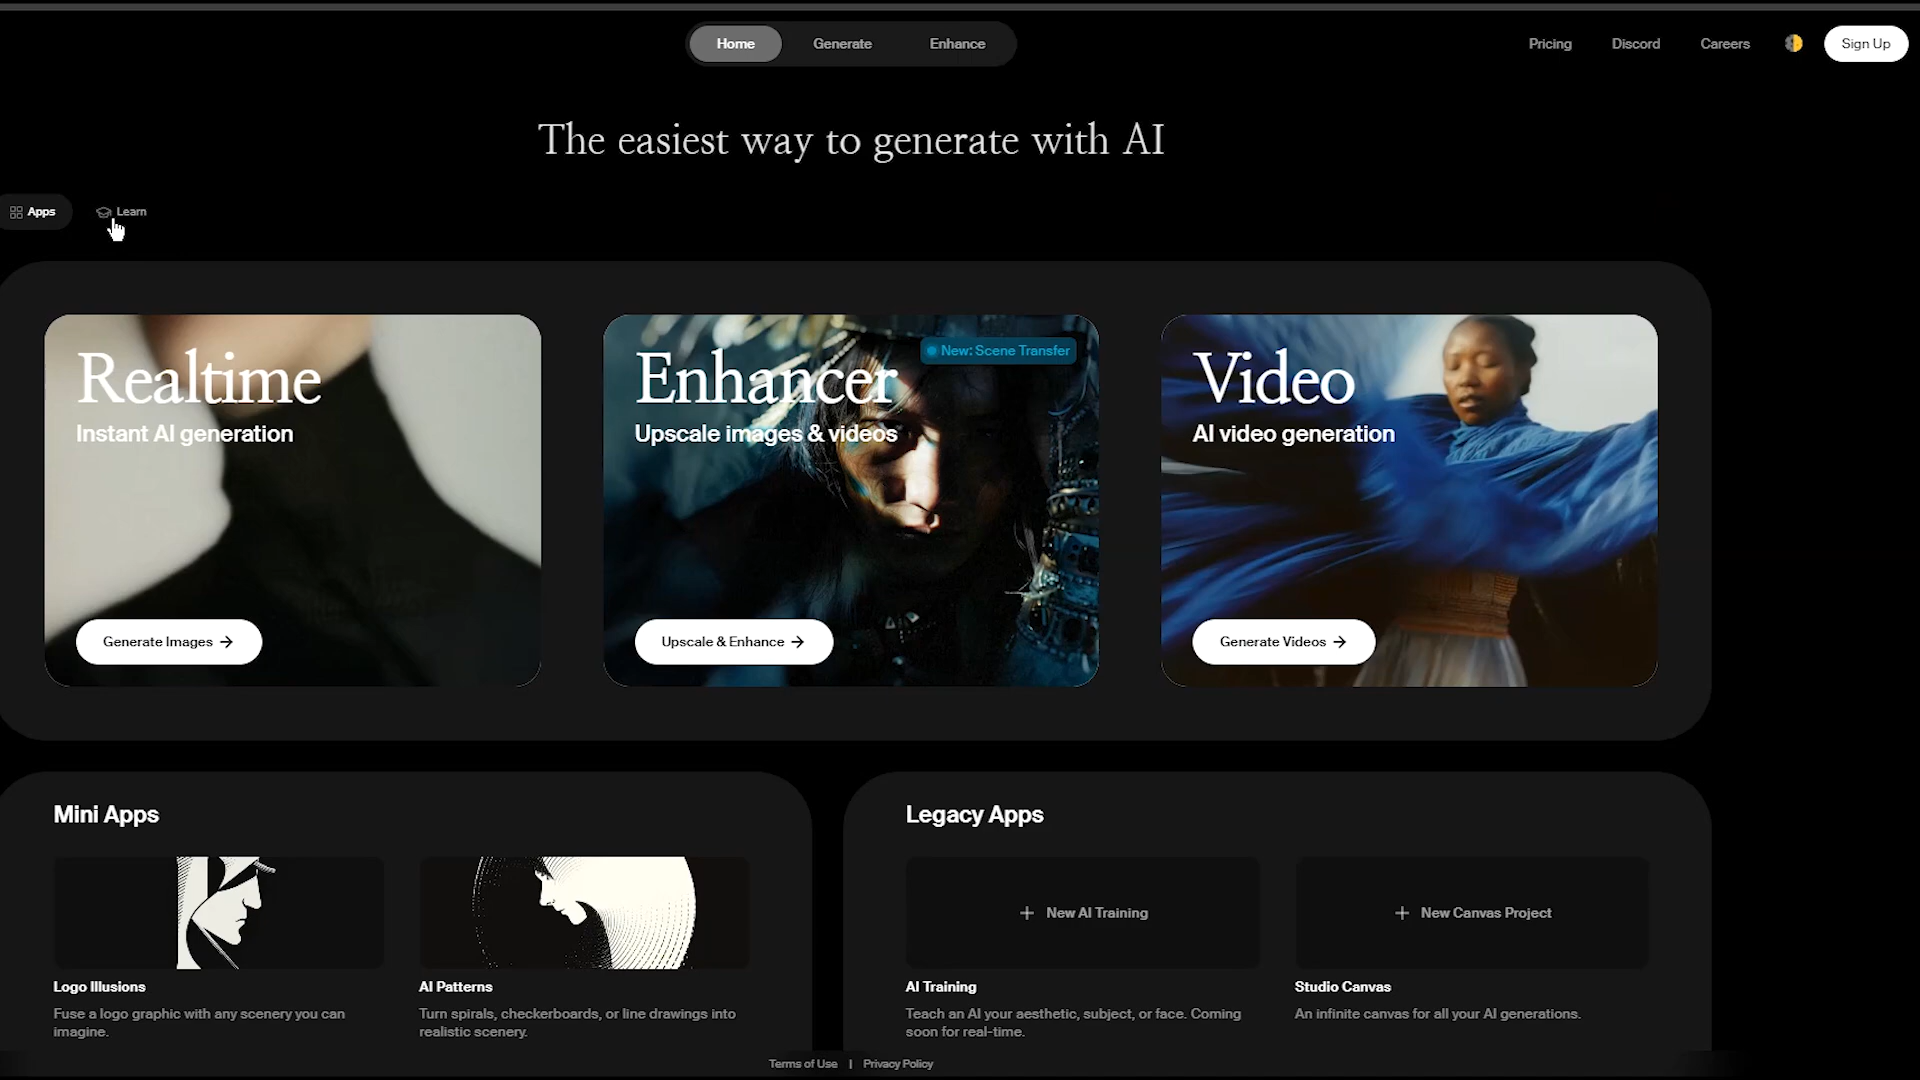 Home
Generate
Enhance
Pricing
Discord
Careers
Sign Up
The easiest way to generate with AI
Apps
Learn
Realtime
Instant AI generation
Generate Images →
New: Scene Transfer
Enhancer
Upscale images & videos
Upscale & Enhance →
Video
AI video generation
Generate Videos →
Mini Apps
Logo Illusions
Fuse a logo graphic with any scenery you can
imagine.
AI Patterns
Turn spirals, checkerboards, or line drawings into
realistic scenery.
Legacy Apps
+ New AI Training
AI Training
Teach an AI your aesthetic, subject, or face. Coming
soon for real-time.
+ New Canvas Project
Studio Canvas
An infinite canvas for all your AI generations.
Terms of Use | Privacy Policy